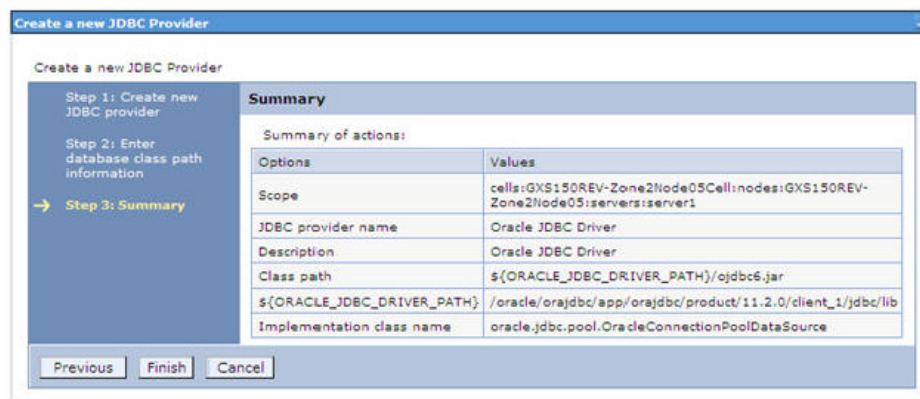 Create a new JDBC Provider
Create a new JDBC Provider
Step 1: Create new
JDBC provider
Step 2: Enter
database class path
information
Step 3: Summary
Summary
Summary of actions:
Options Values
Scope cells:GXS150REV-Zone2Node05Cell:nodes:GXS150REV-
Zone2Node05:servers:server1
JDBC provider name Oracle JDBC Driver
Description Oracle JDBC Driver
Class path ${ORACLE_JDBC_DRIVER_PATH}/ojdbc6.jar
${ORACLE_JDBC_DRIVER_PATH} /oracle/orajdbc/app/orajdbc/product/11.2.0/client_1/jdbc/lib
Implementation class name oracle.jdbc.pool.OracleConnectionPoolDataSource
Previous Finish Cancel